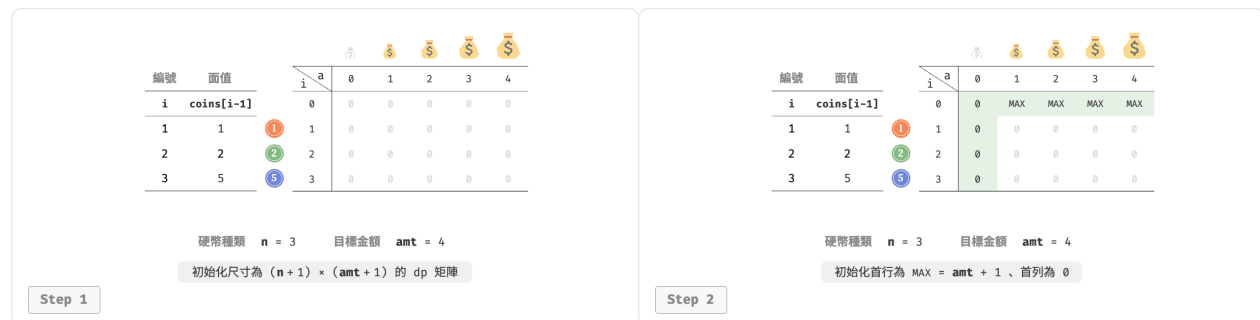 編號 面值
i coins[i-1]
1 1
2 2
3 5
a
i
0 1 2 3 4
0 0 0 0 0 0
1 0 0 0 0 0
2 0 0 0 0 0
3 0 0 0 0 0
$ $ $ $ $
1
2
5
硬幣種類 n = 3 目標金額 amt = 4
初始化尺寸為 (n + 1) × (amt + 1) 的 dp 矩陣
Step 1
編號 面值
i coins[i-1]
1 1
2 2
3 5
a
i
0 1 2 3 4
0 0 MAX MAX MAX MAX
1 0 0 0 0 0
2 0 0 0 0 0
3 0 0 0 0 0
$ $ $ $ $
1
2
5
硬幣種類 n = 3 目標金額 amt = 4
初始化首行為 MAX = amt + 1 、首列為 0
Step 2